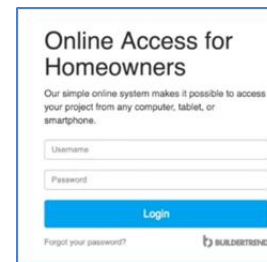 Online Access for
Homeowners
Our simple online system makes it possible to access
your project from any computer, tablet, or
smartphone.
Username
Password
Login
Forgot your password?
BUILDERTREND